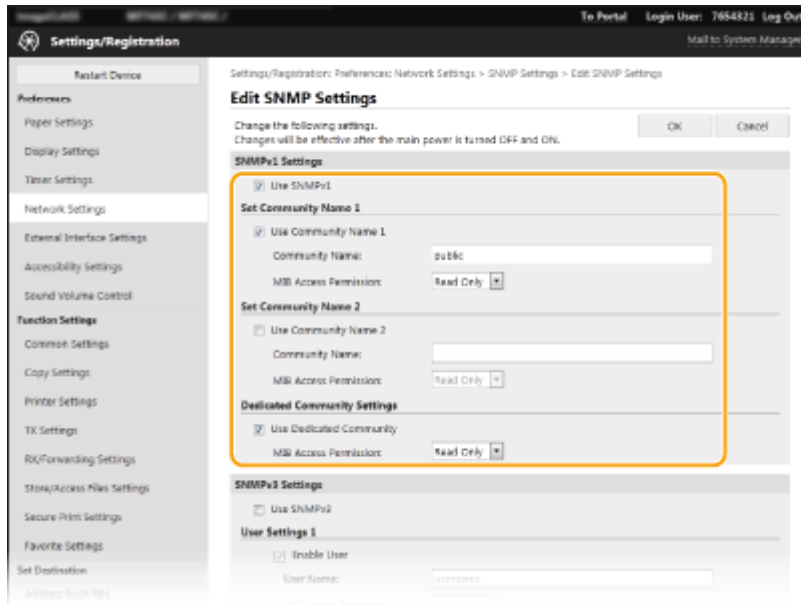 To Portal Login User: 7654321 Log Out
Settings/Registration
Mail to System Manager
Restart Device
Preferences
Paper Settings
Display Settings
Timer Settings
Network Settings
External Interface Settings
Accessibility Settings
Sound Volume Control
Function Settings
Common Settings
Copy Settings
Printer Settings
TX Settings
RX/Forwarding Settings
Store/Access Files Settings
Secure Print Settings
Favorite Settings
Set Destination
Address Book PIN
Settings/Registration: Preferences: Network Settings > SNMP Settings > Edit SNMP Settings
Edit SNMP Settings
Change the following settings.
Changes will be effective after the main power is turned OFF and ON.
OK Cancel
SNMPv1 Settings
Use SNMPv1
Set Community Name 1
Use Community Name 1
Community Name: public
MIB Access Permission: Read Only
Set Community Name 2
Use Community Name 2
Community Name:
MIB Access Permission: Read Only
Dedicated Community Settings
Use Dedicated Community
MIB Access Permission: Read Only
SNMPv3 Settings
Use SNMPv3
User Settings 1
Enable User
User Name: username